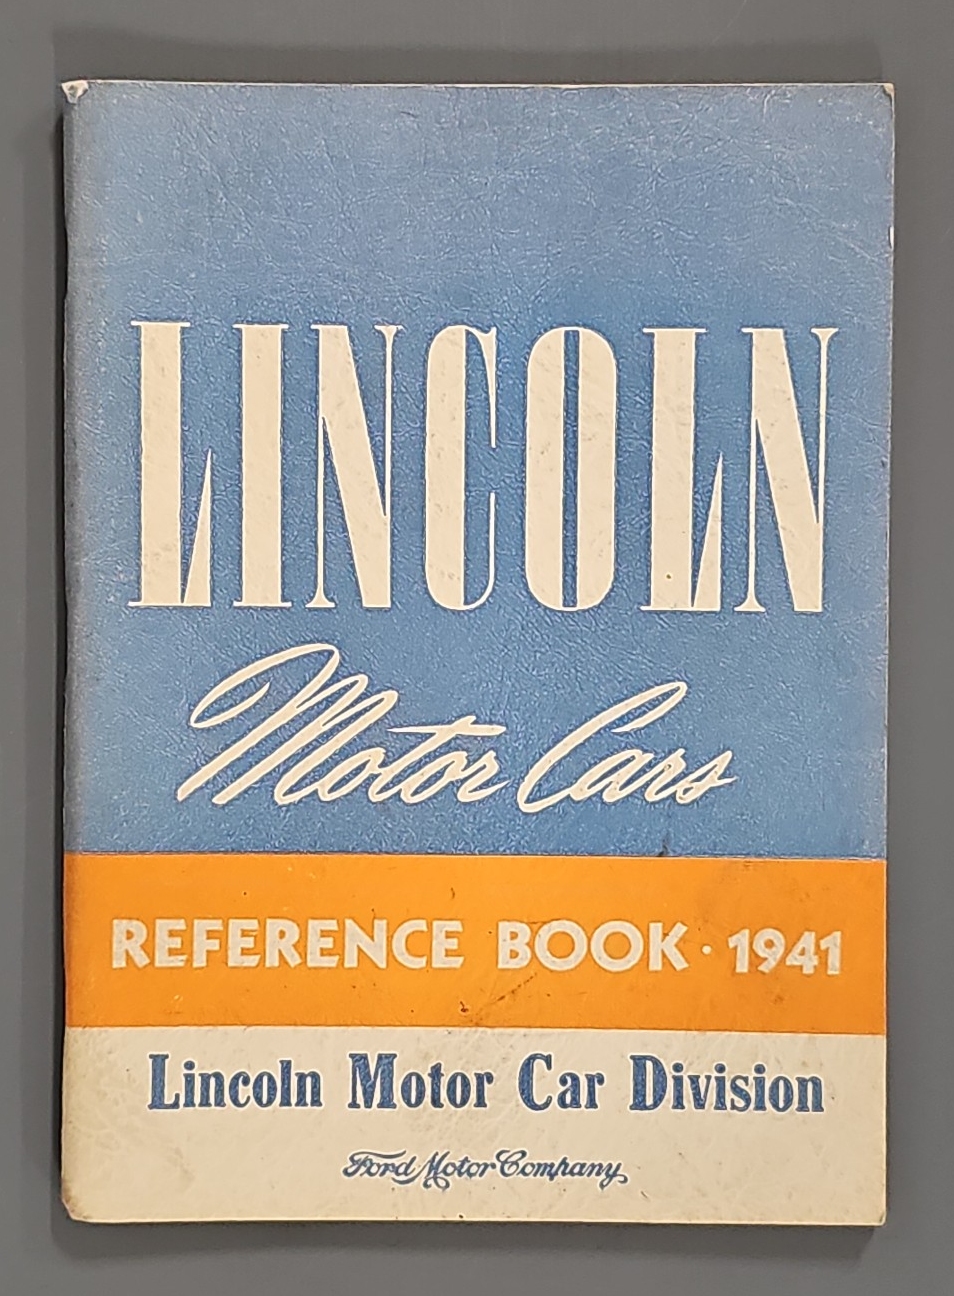 LINCOLN
Motor Cars
REFERENCE BOOK · 1941
Lincoln Motor Car Division
Ford Motor Company